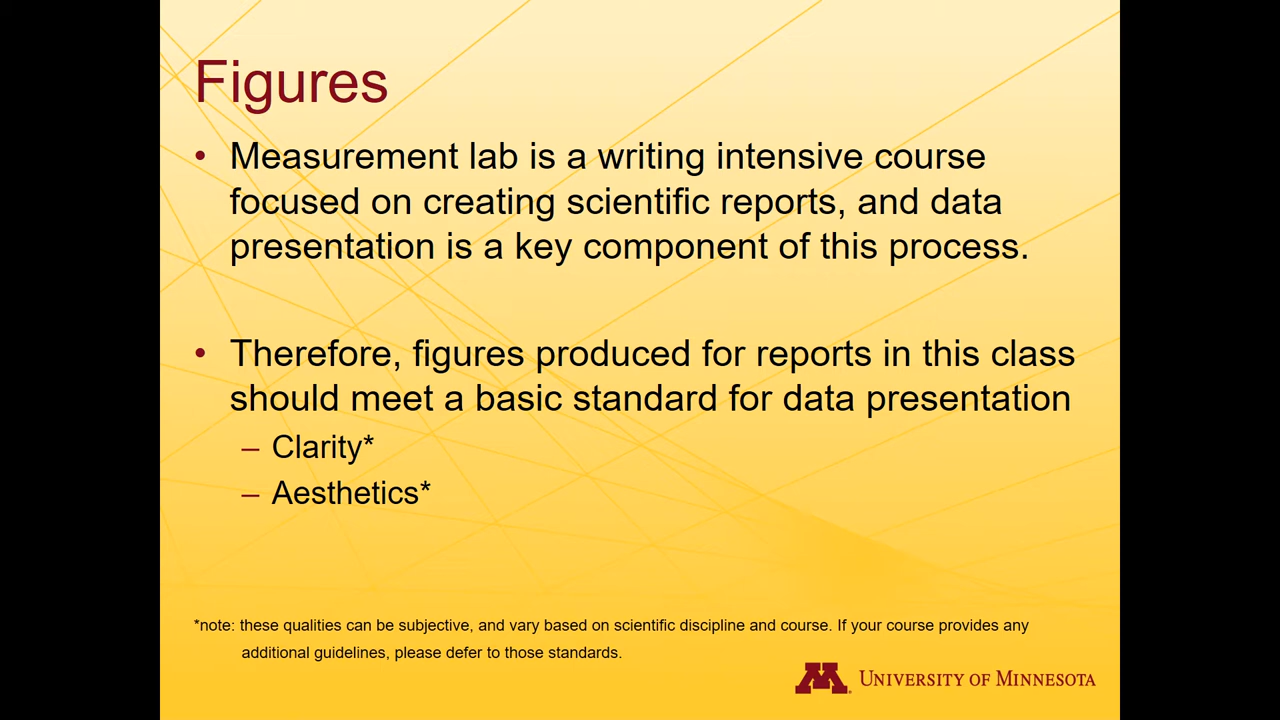 Figures
• Measurement lab is a writing intensive course
focused on creating scientific reports, and data
presentation is a key component of this process.
• Therefore, figures produced for reports in this class
should meet a basic standard for data presentation
– Clarity*
– Aesthetics*
*note: these qualities can be subjective, and vary based on scientific discipline and course. If your course provides any
additional guidelines, please defer to those standards.
M UNIVERSITY OF MINNESOTA